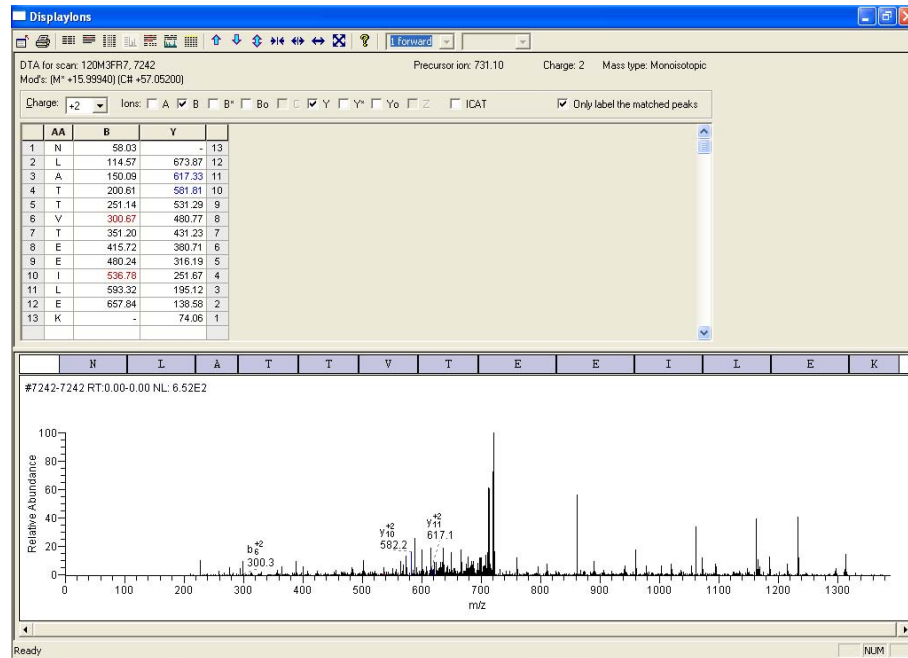 DisplayIons
1 forward
DTA for scan: 120M3FR7, 7242 Precursor ion: 731.10 Charge: 2 Mass type: Monoisotopic
Mod's: (M* +15.99940) (C# +57.05200)
Charge: +2 Ions: A B B* Bo C Y Y* Yo Z ICAT Only label the matched peaks
AA B Y
1 N 58.03 - 13
2 L 114.57 673.87 12
3 A 150.09 617.33 11
4 T 200.61 581.81 10
5 T 251.14 531.29 9
6 V 300.67 480.77 8
7 T 351.20 431.23 7
8 E 415.72 380.71 6
9 E 480.24 316.19 5
10 I 536.78 251.67 4
11 L 593.32 195.12 3
12 E 657.84 138.58 2
13 K - 74.06 1
N L A T T V T E E I L E K
#7242-7242 RT:0.00-0.00 NL: 6.52E2
100
80
60
40
20
0
Relative Abundance
b6+2
300.3
y10+2
582.2
y11+2
617.1
0 100 200 300 400 500 600 700 800 900 1000 1100 1200 1300
m/z
Ready NUM